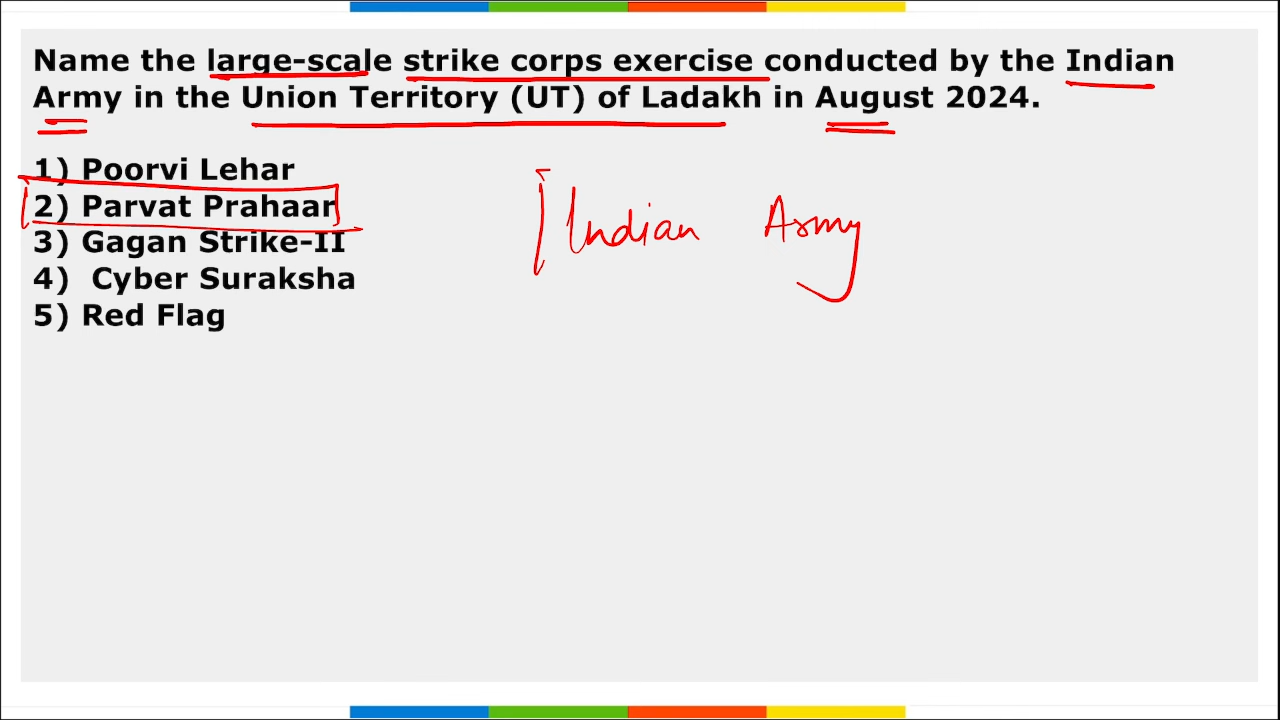 Name the large-scale strike corps exercise conducted by the Indian
Army in the Union Territory (UT) of Ladakh in August 2024.
1) Poorvi Lehar
2) Parvat Prahaar
3) Gagan Strike-II
4) Cyber Suraksha
5) Red Flag
Indian Army